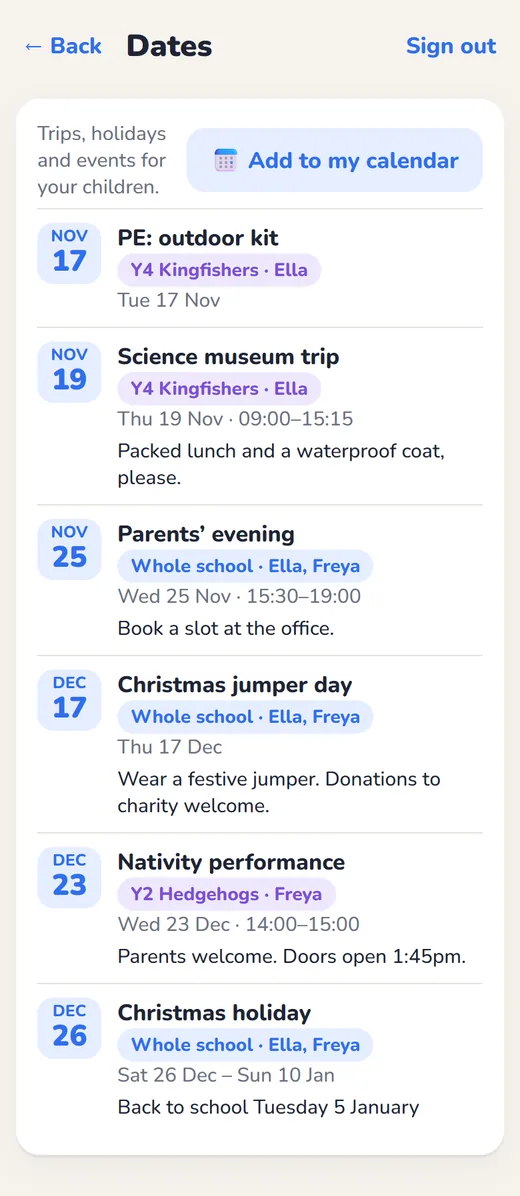 ← Back Dates Sign out
Trips, holidays
and events for
your children.
Add to my calendar
NOV
17
PE: outdoor kit
Y4 Kingfishers · Ella
Tue 17 Nov
NOV
19
Science museum trip
Y4 Kingfishers · Ella
Thu 19 Nov · 09:00–15:15
Packed lunch and a waterproof coat,
please.
NOV
25
Parents’ evening
Whole school · Ella, Freya
Wed 25 Nov · 15:30–19:00
Book a slot at the office.
DEC
17
Christmas jumper day
Whole school · Ella, Freya
Thu 17 Dec
Wear a festive jumper. Donations to
charity welcome.
DEC
23
Nativity performance
Y2 Hedgehogs · Freya
Wed 23 Dec · 14:00–15:00
Parents welcome. Doors open 1:45pm.
DEC
26
Christmas holiday
Whole school · Ella, Freya
Sat 26 Dec – Sun 10 Jan
Back to school Tuesday 5 January